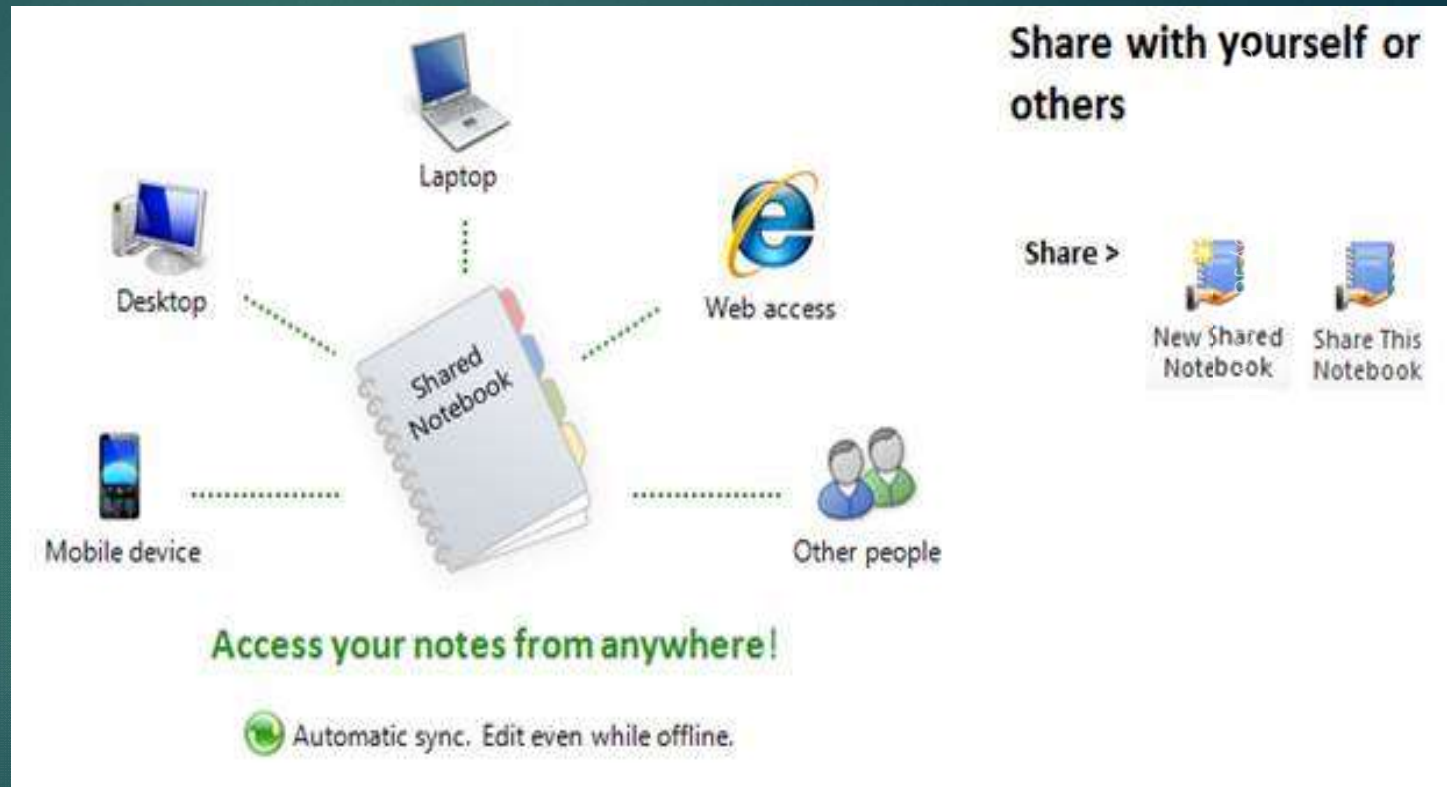 Share with yourself or
others
Laptop
Desktop
Web access
Shared
Notebook
Mobile device
Other people
Share >
New Shared
Notebook
Share This
Notebook
Access your notes from anywhere!
Automatic sync. Edit even while offline.